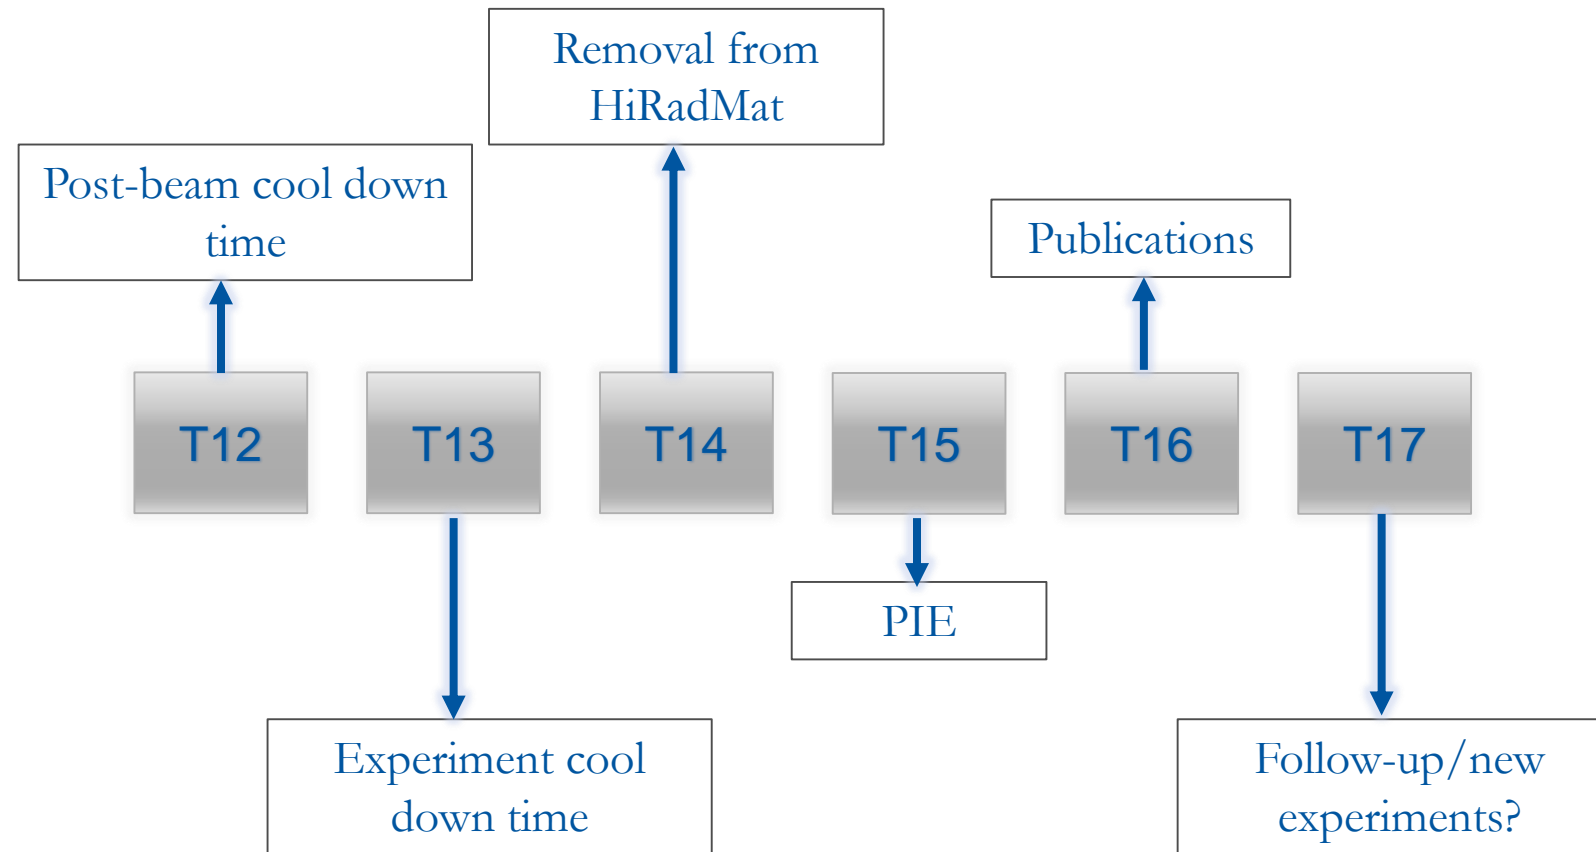 Removal from
HiRadMat
Post-beam cool down
time
Publications
T12
T13
T14
T15
T16
T17
PIE
Experiment cool
down time
Follow-up/new
experiments?